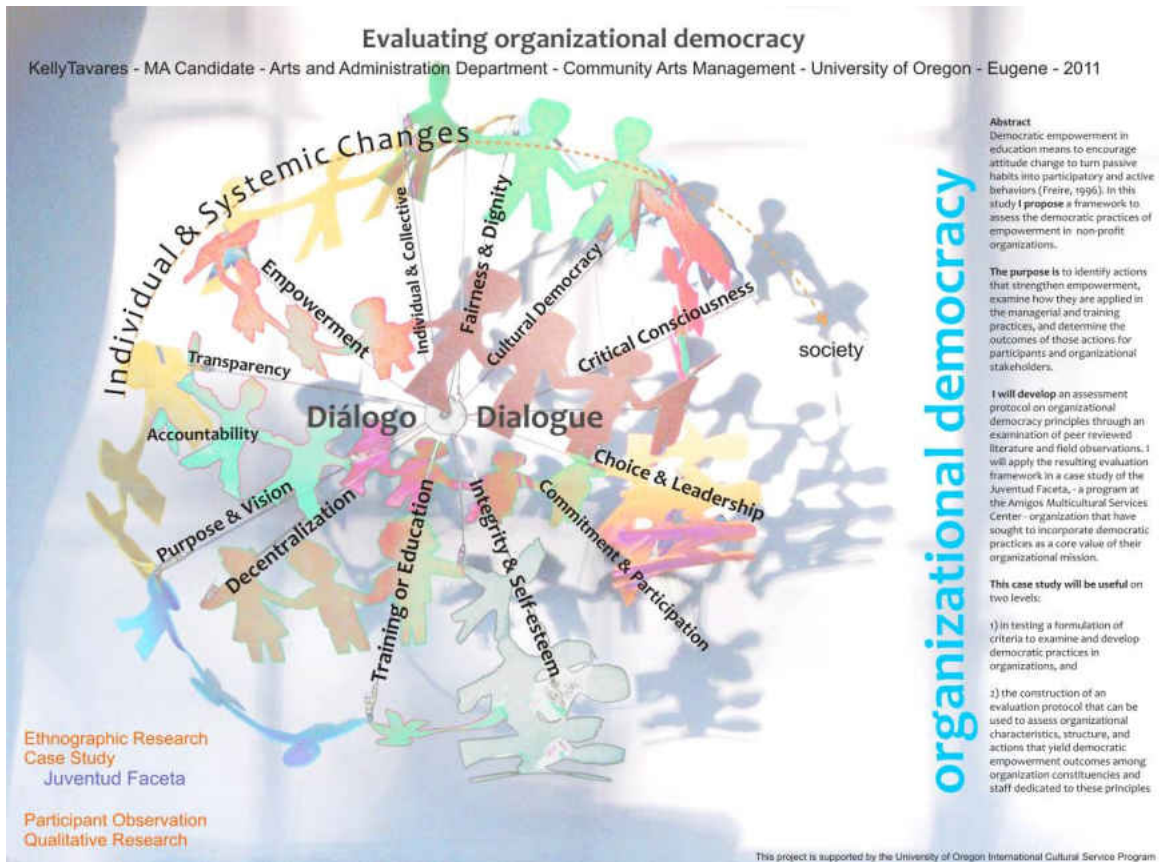 Evaluating organizational democracy
KellyTavares - MA Candidate - Arts and Administration Department - Community Arts Management - University of Oregon - Eugene - 2011
Individual & Systemic Changes
Individual & Collective
Fairness & Dignity
Cultural Democracy
Critical Consciousness
Empowerment
Transparency
Accountability
Purpose & Vision
Decentralization
Training or Education
Integrity & Self-esteem
Commitment & Participation
Choice & Leadership
Diálogo Dialogue
society
organizational democracy
Abstract
Democratic empowerment in
education means to encourage
attitude change to turn passive
habits into participatory and active
behaviors (Freire, 1996). In this
study I propose a framework to
assess the democratic practices of
empowerment in non-profit
organizations.
The purpose is to identify actions
that strengthen empowerment,
examine how they are applied in
the managerial and training
practices, and determine the
outcomes of those actions for
participants and organizational
stakeholders.
I will develop an assessment
protocol on organizational
democracy principles through an
examination of peer reviewed
literature and field observations. I
will apply the resulting evaluation
framework in a case study of the
Juventud Faceta, - a program at
the Amigos Multicultural Services
Center - organization that have
sought to incorporate democratic
practices as a core value of their
organizational mission.
This case study will be useful on
two levels:
1) in testing a formulation of
criteria to examine and develop
democratic practices in
organizations, and
2) the construction of an
evaluation protocol that can be
used to assess organizational
characteristics, structure, and
actions that yield democratic
empowerment outcomes among
organization constituencies and
staff dedicated to these principles
Ethnographic Research
Case Study
Juventud Faceta
Participant Observation
Qualitative Research
This project is supported by the University of Oregon International Cultural Service Program